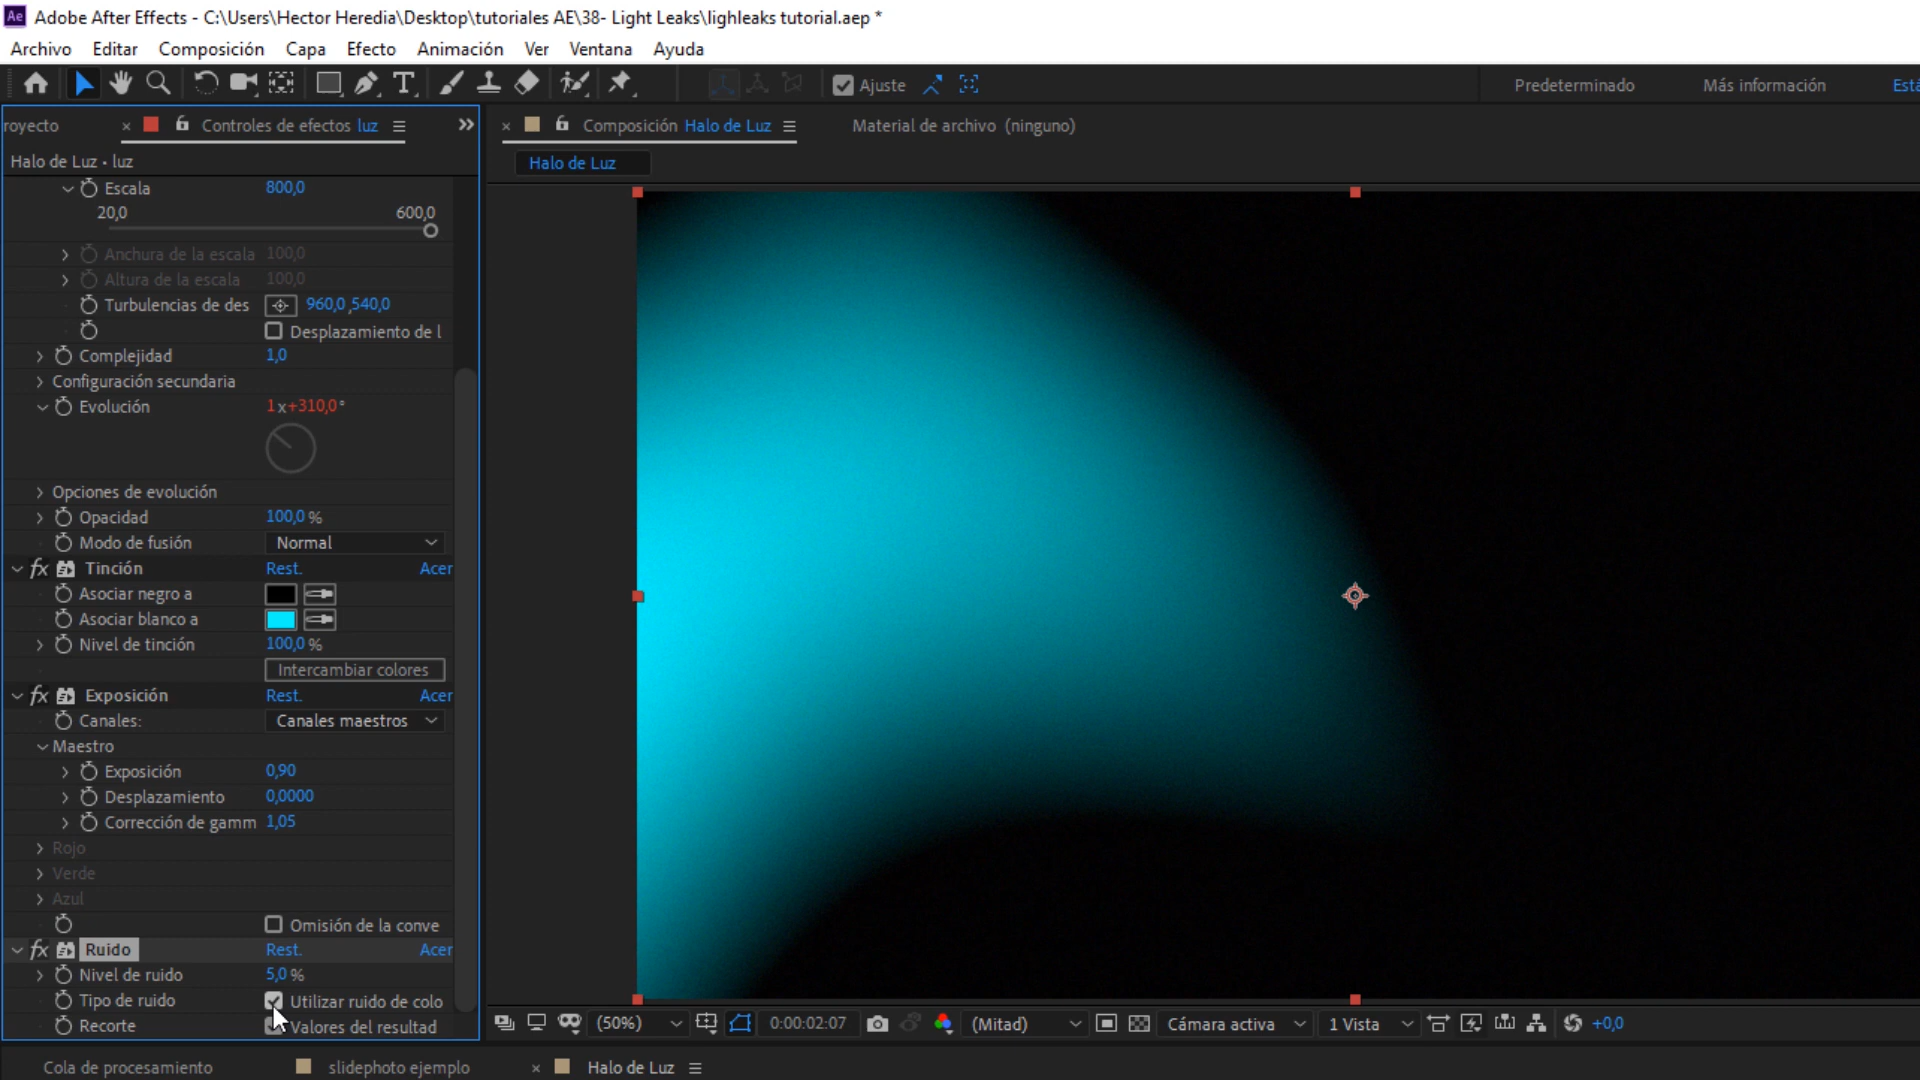 Ae Adobe After Effects - C:\Users\Hector Heredia\Desktop\tutoriales AE\38- Light Leaks\lighleaks tutorial.aep *
Archivo Editar Composición Capa Efecto Animación Ver Ventana Ayuda
Ajuste Predeterminado Más información Está
royecto × Controles de efectos luz
× Composición Halo de Luz Material de archivo (ninguno)
Halo de Luz • luz
Halo de Luz
Escala 800,0
20,0 600,0
Anchura de la escala 100,0
Altura de la escala 100,0
Turbulencias de des 960,0,540,0
Desplazamiento de l
Complejidad 1,0
Configuración secundaria
Evolución 1x+310,0°
Opciones de evolución
Opacidad 100,0 %
Modo de fusión Normal
fx Tinción Rest. Acer
Asociar negro a
Asociar blanco a
Nivel de tinción 100,0 %
Intercambiar colores
fx Exposición Rest. Acer
Canales: Canales maestros
Maestro
Exposición 0,90
Desplazamiento 0,0000
Corrección de gamm 1,05
Rojo
Verde
Azul
Omisión de la conve
fx Ruido Rest. Acer
Nivel de ruido 5,0 %
Tipo de ruido Utilizar ruido de colo
Recorte Valores del resultad
(50%) 0:00:02:07 (Mitad) Cámara activa 1 Vista +0,0
Cola de procesamiento slidephoto ejemplo × Halo de Luz